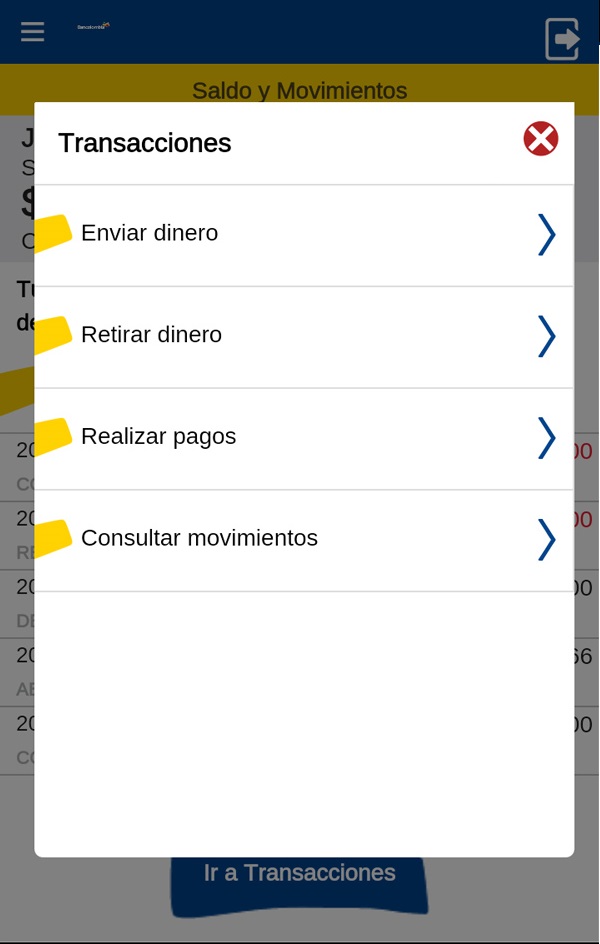 Bancolombia
Saldo y Movimientos
J
S
$
C
Transacciones
Enviar dinero
Retirar dinero
Realizar pagos
Consultar movimientos
Tu
de
20
00
CO
20
00
RE
20
00
DE
20
66
AB
20
00
CO
Ir a Transacciones